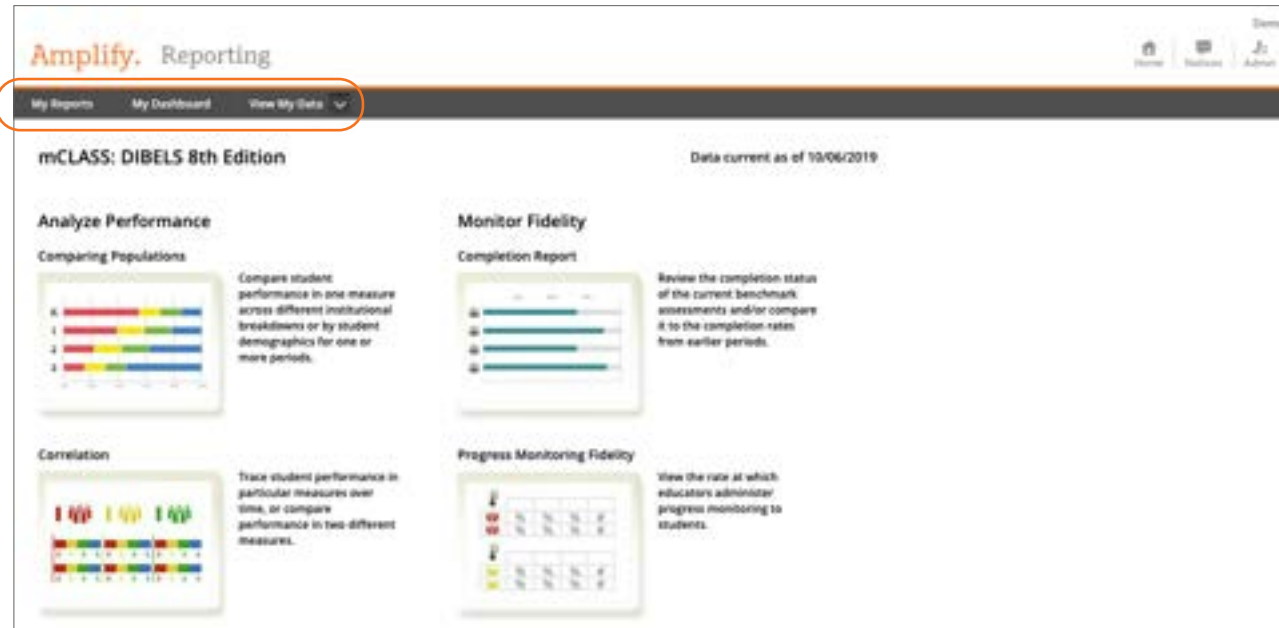 Demo
Amplify. Reporting
Home Notices Admin
My Reports My Dashboard View My Data
mCLASS: DIBELS 8th Edition
Data current as of 10/06/2019
Analyze Performance
Comparing Populations
Compare student
performance in one measure
across different institutional
breakdowns or by student
demographics for one or
more periods.
Correlation
Trace student performance in
particular measures over
time, or compare
performance in two different
measures.
Monitor Fidelity
Completion Report
Review the completion status
of the current benchmark
assessments and/or compare
it to the completion rates
from earlier periods.
Progress Monitoring Fidelity
View the rate at which
educators administer
progress monitoring to
students.